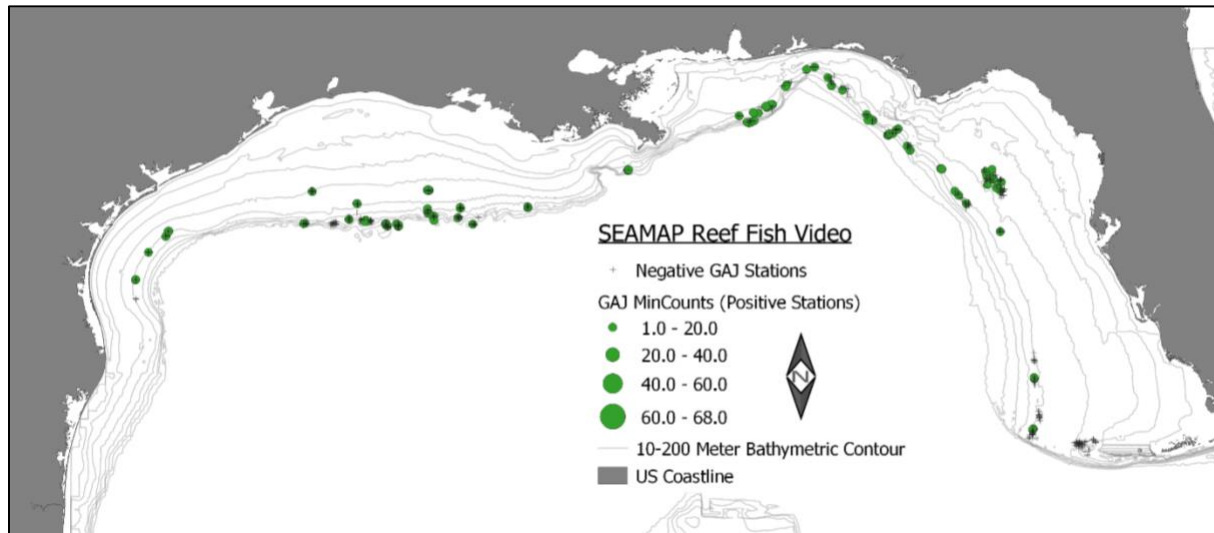 SEAMAP Reef Fish Video
Negative GAJ Stations
GAJ MinCounts (Positive Stations)
1.0 - 20.0
20.0 - 40.0
40.0 - 60.0
60.0 - 68.0
N
10-200 Meter Bathymetric Contour
US Coastline